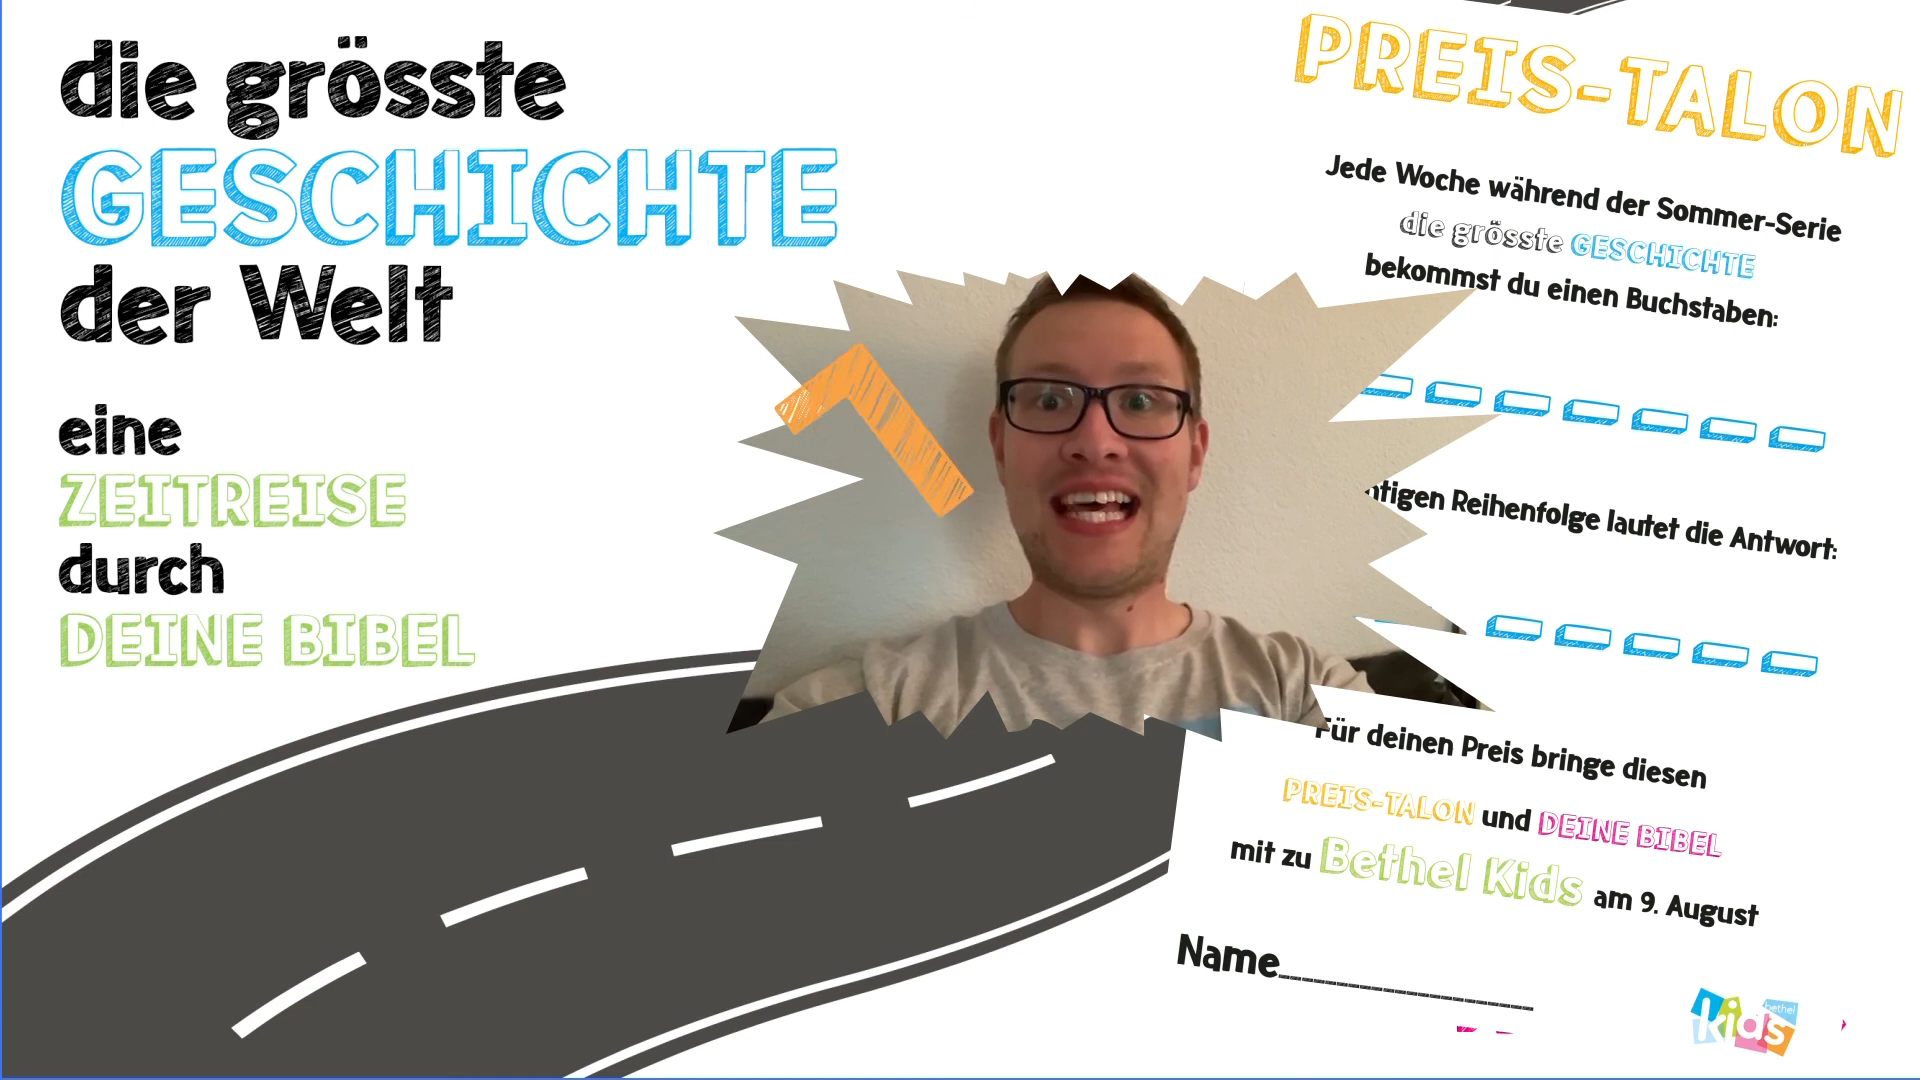 die grösste
GESCHICHTE
der Welt
eine
ZEITREISE
durch
DEINE BIBEL
PREIS-TALON
Jede Woche während der Sommer-Serie
die grösste GESCHICHTE
bekommst du einen Buchstaben:
Reihenfolge lautet die Antwort:
Für deinen Preis bringe diesen
PREIS-TALON und DEINE BIBEL
mit zu Bethel Kids am 9. August
Name
bethel
kids